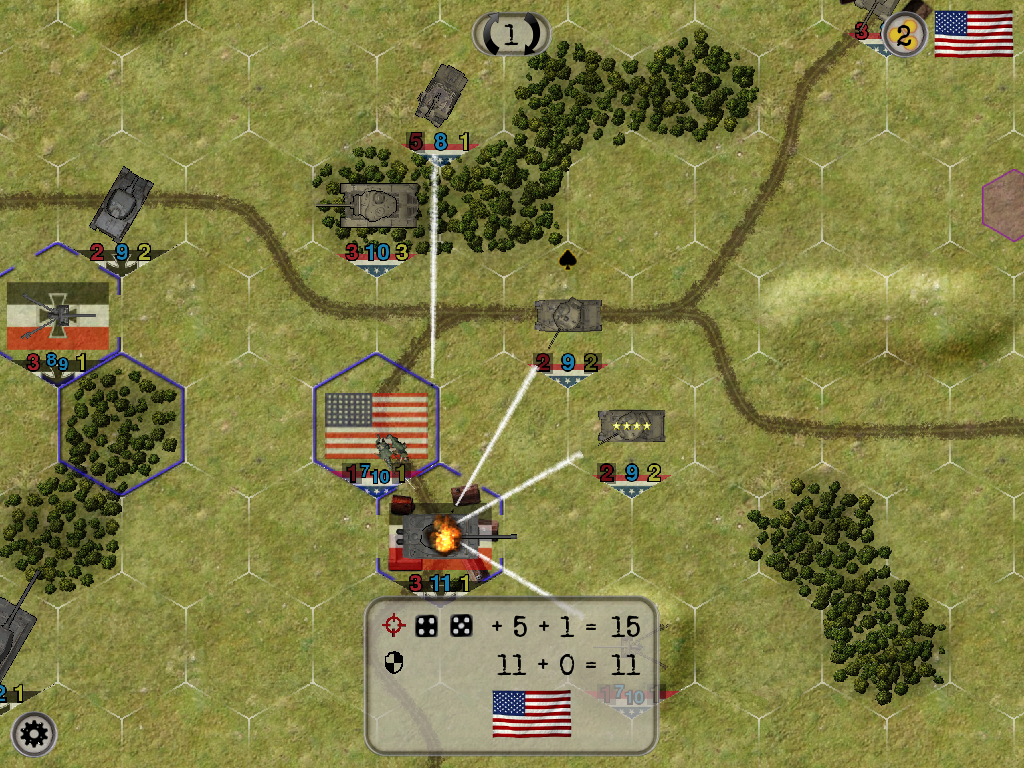 1
3
2
5 8 1
2 9 2
3 10 3
3 8 9 1
2 9 2
1 7 10 1
2 9 2
3 11 1
+ 5 + 1 = 15
11 + 0 = 11
1 7 10 1
2 1